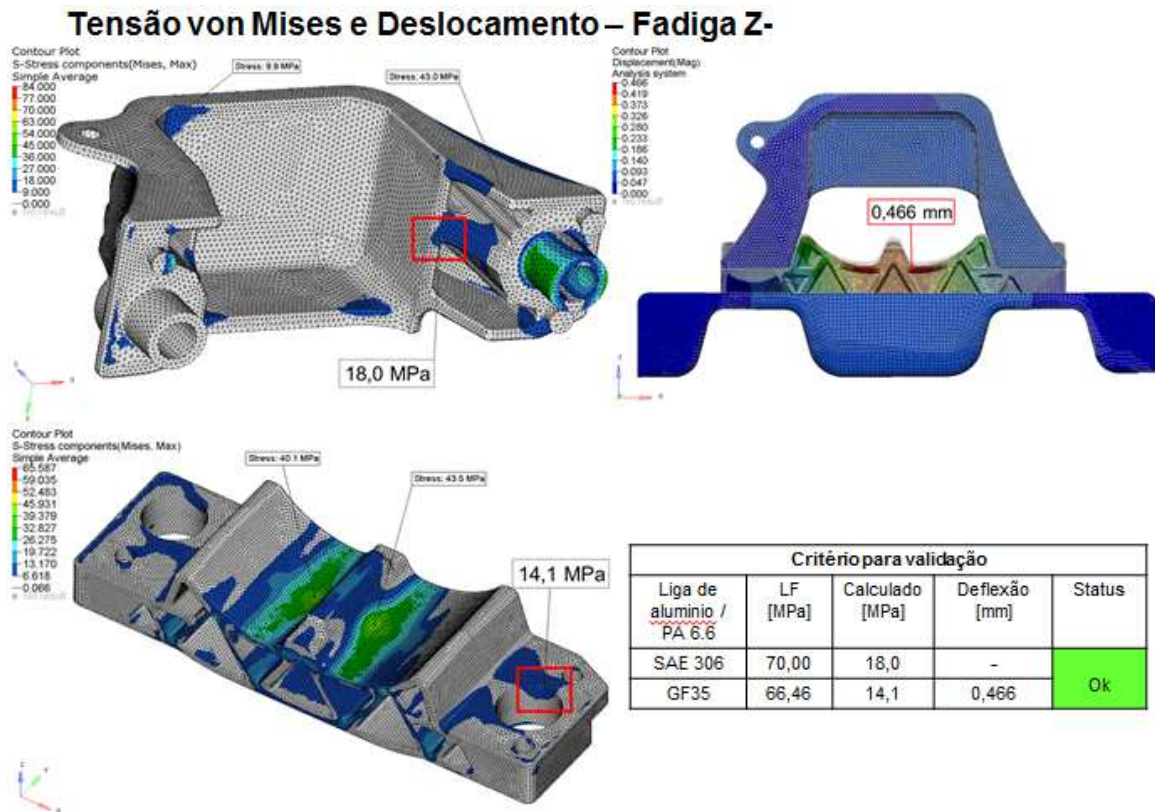 Tensão von Mises e Deslocamento – Fadiga Z-
Contour Plot
S-Stress components(Mises, Max)
Simple Average
84.000
77.000
70.000
63.000
54.000
45.000
36.000
27.000
18.000
9.000
0.000
No result
Stress: 9.9 MPa
Stress: 43.0 MPa
18,0 MPa
Contour Plot
Displacement(Mag)
Analysis system
0.466
0.419
0.373
0.326
0.280
0.233
0.186
0.140
0.093
0.047
0.000
No result
0,466 mm
Contour Plot
S-Stress components(Mises, Max)
Simple Average
65.587
59.035
52.483
45.931
39.379
32.827
26.275
19.722
13.170
6.618
0.066
No result
Stress: 40.1 MPa
14,1 MPa
Critério para validação
Liga de aluminio / PA 6.6 LF [MPa] Calculado [MPa] Deflexão [mm] Status
SAE 306 70,00 18,0 -
GF35 66,46 14,1 0,466
Ok